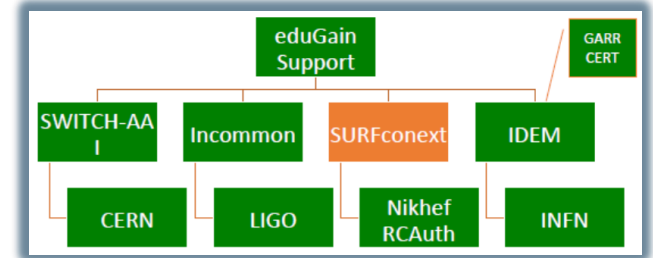 eduGain
Support
GARR
CERT
SWITCH-AA
I
Incommon
SURFconext
IDEM
CERN
LIGO
Nikhef
RCAuth
INFN